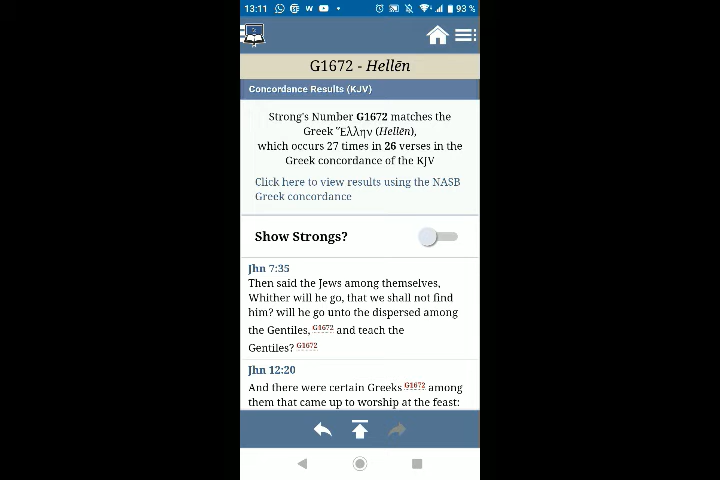 13:11 93 %
G1672 - Hellēn
Concordance Results (KJV)
Strong's Number G1672 matches the
Greek Ἕλλην (Hellēn),
which occurs 27 times in 26 verses in the
Greek concordance of the KJV
Click here to view results using the NASB
Greek concordance
Show Strongs?
Jhn 7:35
Then said the Jews among themselves,
Whither will he go, that we shall not find
him? will he go unto the dispersed among
the Gentiles, G1672 and teach the
Gentiles? G1672
Jhn 12:20
And there were certain Greeks G1672 among
them that came up to worship at the feast: